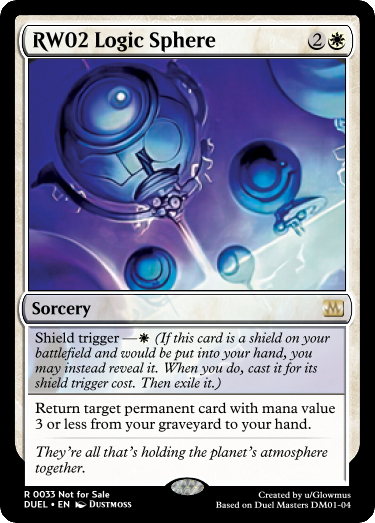 RW02 Logic Sphere 2
Sorcery
M
Shield trigger — (If this card is a shield on your
battlefield and would be put into your hand, you
may instead reveal it. When you do, cast it for its
shield trigger cost. Then exile it.)
Return target permanent card with mana value
3 or less from your graveyard to your hand.
They're all that's holding the planet's atmosphere
together.
R 0033 Not for Sale
DUEL • EN Dustmoss
Created by u/Glowmus
Based on Duel Masters DM01-04